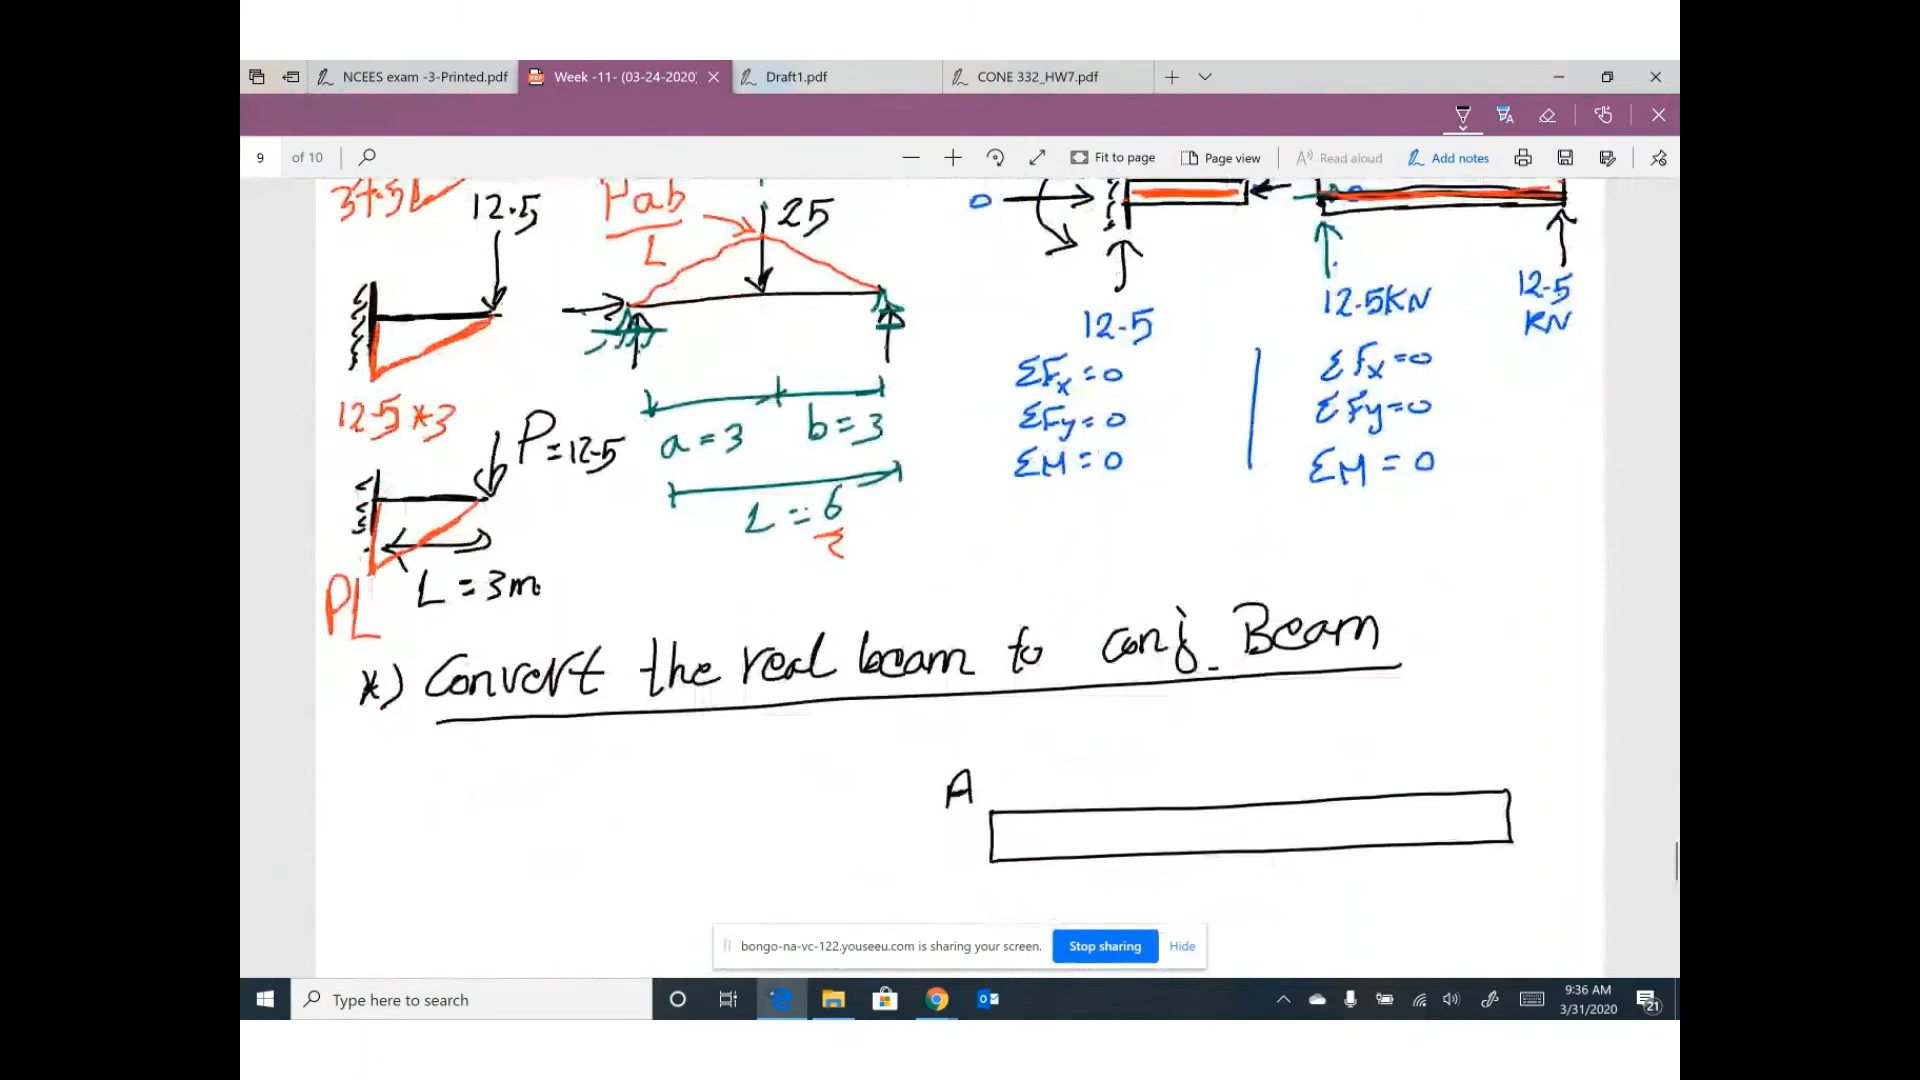 NCEES exam -3-Printed.pdf
Week -11- (03-24-2020)
Draft1.pdf
CONE 332_HW7.pdf
9 of 10
Fit to page
Page view
Read aloud
Add notes
12.5
Pab
L
25
0
12.5*3
P=12.5
a=3
b=3
L=6
L=3m
PL
12.5
ΣFx=0
ΣFy=0
ΣM=0
12.5KN
12.5
KN
ΣFx=0
ΣFy=0
ΣM=0
*) Convert the real beam to conj. Beam
A
bongo-na-vc-122.youseeu.com is sharing your screen.
Stop sharing
Hide
Type here to search
9:36 AM
3/31/2020
21